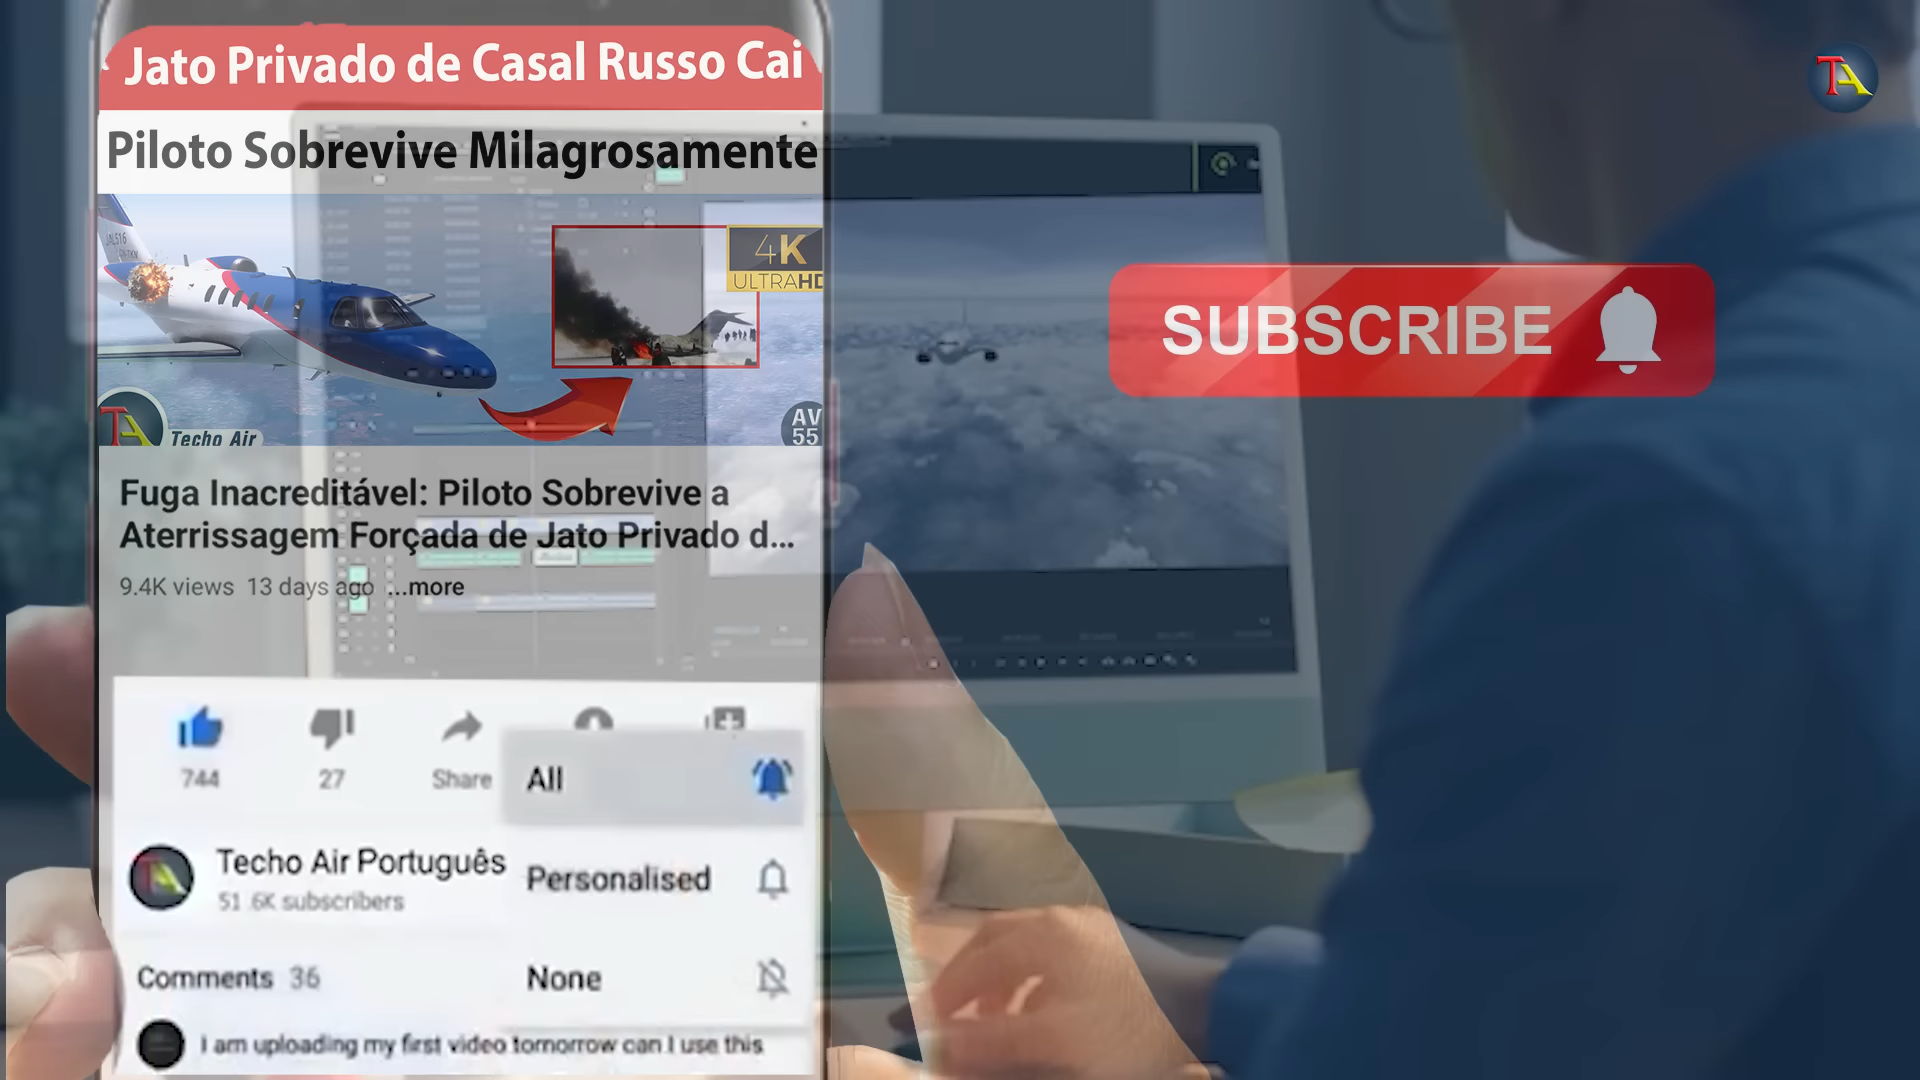 Jato Privado de Casal Russo Cai
Piloto Sobrevive Milagrosamente
4K
ULTRAHD
TA
Techo Air
AV
55
TA
SUBSCRIBE
Fuga Inacreditável: Piloto Sobrevive a
Aterrissagem Forçada de Jato Privado d...
9.4K views 13 days ago ...more
744
27
Share
All
Techo Air Português
51.6K subscribers
Personalised
Comments 36
None
I am uploading my first video tomorrow can I use this